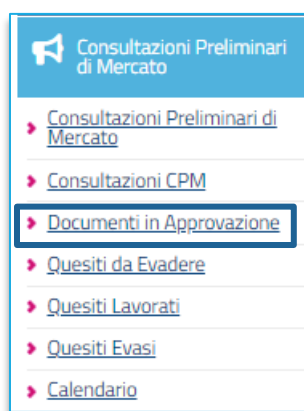 Consultazioni Preliminari
di Mercato
Consultazioni Preliminari di
Mercato
Consultazioni CPM
Documenti in Approvazione
Quesiti da Evadere
Quesiti Lavorati
Quesiti Evasi
Calendario